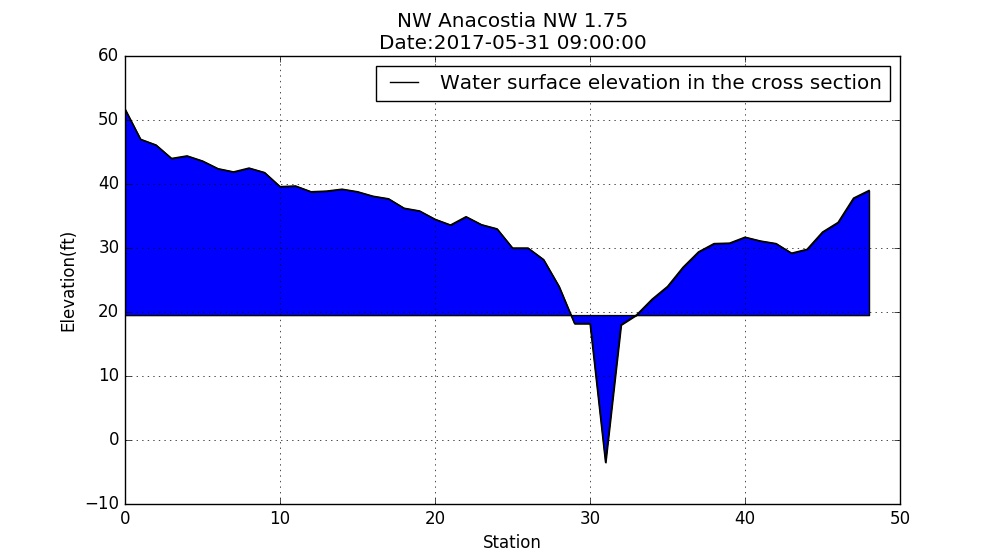 NW Anacostia NW 1.75
Date:2017-05-31 09:00:00
Water surface elevation in the cross section
60
50
40
30
20
10
0
−10
Elevation(ft)
0 10 20 30 40 50
Station